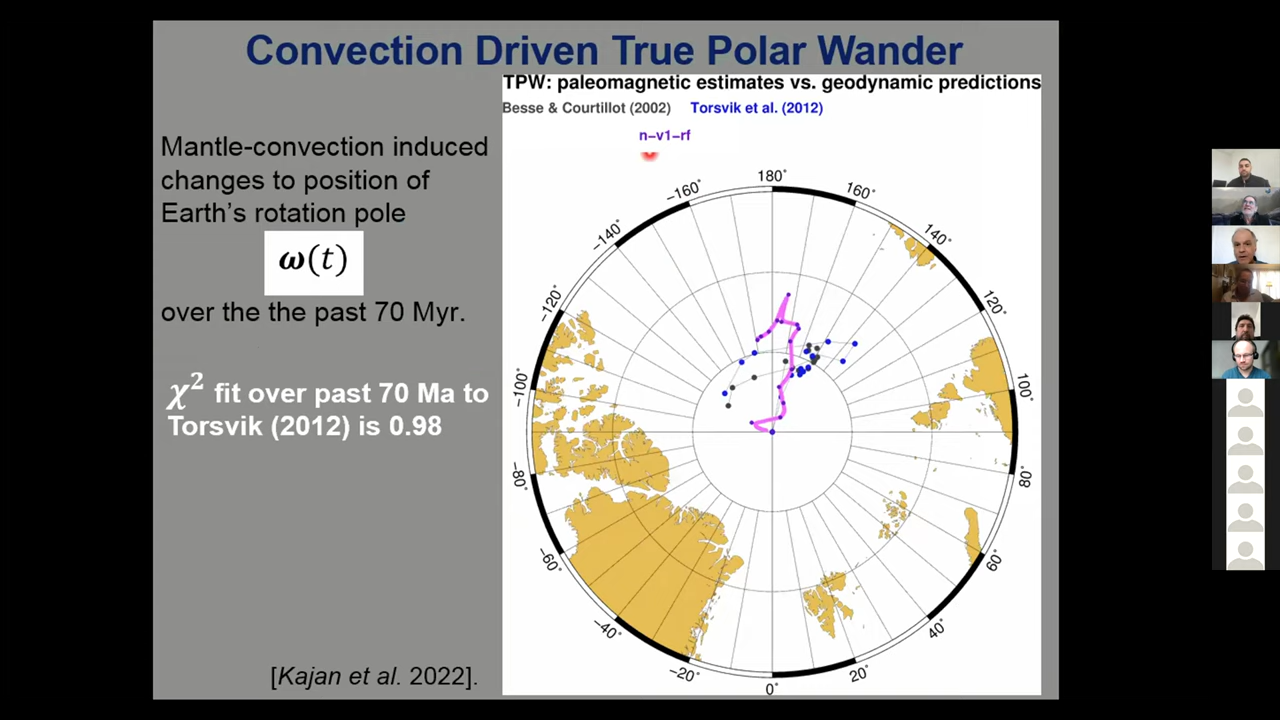 Convection Driven True Polar Wander
Mantle-convection induced
changes to position of
Earth's rotation pole
ω(t)
over the the past 70 Myr.
χ² fit over past 70 Ma to
Torsvik (2012) is 0.98
[Kajan et al. 2022].
TPW: paleomagnetic estimates vs. geodynamic predictions
Besse & Courtillot (2002) Torsvik et al. (2012)
n−v1−rf
180˚
160˚
140˚
120˚
100˚
80˚
60˚
40˚
20˚
0˚
−20˚
−40˚
−60˚
−80˚
−100˚
−120˚
−140˚
−160˚